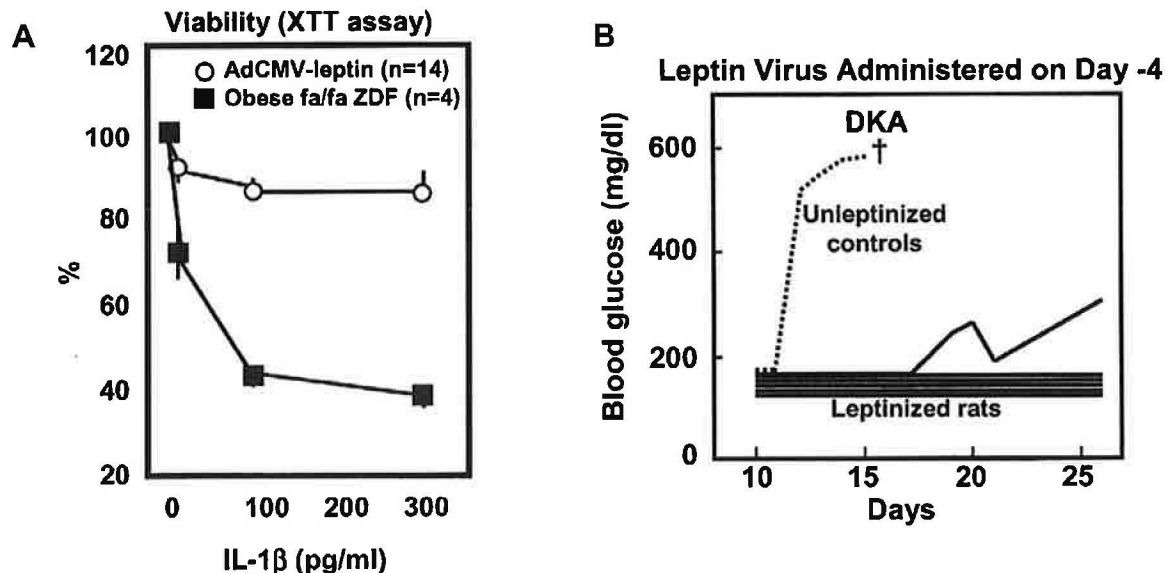 A
Viability (XTT assay)
120
100
80
60
40
20
%
AdCMV-leptin (n=14)
Obese fa/fa ZDF (n=4)
0
100
200
300
IL-1β (pg/ml)
B
Leptin Virus Administered on Day -4
Blood glucose (mg/dl)
600
400
200
0
DKA
†
Unleptinized
controls
Leptinized rats
10
15
20
25
Days